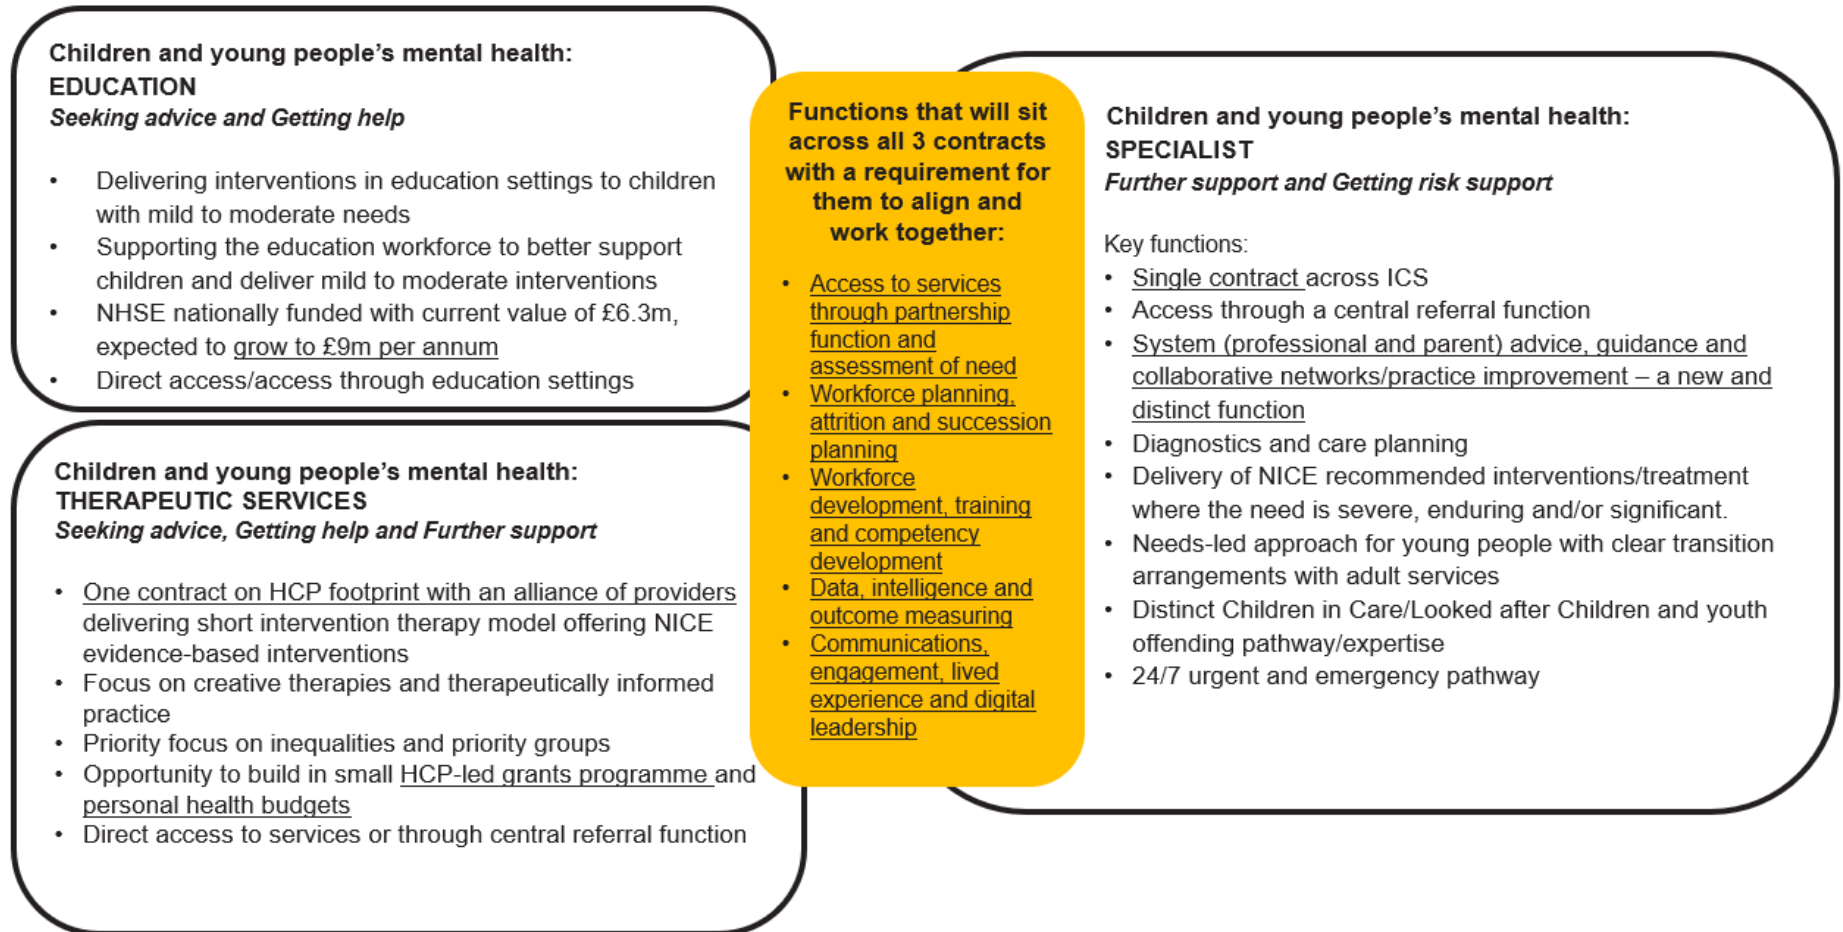 Children and young people's mental health:
EDUCATION
Seeking advice and Getting help
• Delivering interventions in education settings to children
with mild to moderate needs
• Supporting the education workforce to better support
children and deliver mild to moderate interventions
• NHSE nationally funded with current value of £6.3m,
expected to grow to £9m per annum
• Direct access/access through education settings
Children and young people's mental health:
THERAPEUTIC SERVICES
Seeking advice, Getting help and Further support
• One contract on HCP footprint with an alliance of providers
delivering short intervention therapy model offering NICE
evidence-based interventions
• Focus on creative therapies and therapeutically informed
practice
• Priority focus on inequalities and priority groups
• Opportunity to build in small HCP-led grants programme and
personal health budgets
• Direct access to services or through central referral function
Functions that will sit
across all 3 contracts
with a requirement for
them to align and
work together:
• Access to services
through partnership
function and
assessment of need
• Workforce planning,
attrition and succession
planning
• Workforce
development, training
and competency
development
• Data, intelligence and
outcome measuring
• Communications,
engagement, lived
experience and digital
leadership
Children and young people's mental health:
SPECIALIST
Further support and Getting risk support
Key functions:
• Single contract across ICS
• Access through a central referral function
• System (professional and parent) advice, guidance and
collaborative networks/practice improvement – a new and
distinct function
• Diagnostics and care planning
• Delivery of NICE recommended interventions/treatment
where the need is severe, enduring and/or significant.
• Needs-led approach for young people with clear transition
arrangements with adult services
• Distinct Children in Care/Looked after Children and youth
offending pathway/expertise
• 24/7 urgent and emergency pathway